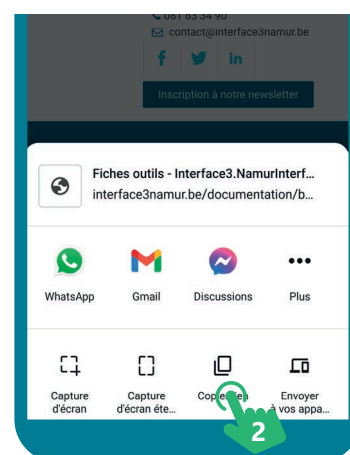 081 63 34 90
contact@interface3namur.be
Inscription à notre newsletter
Fiches outils - Interface3.NamurInterf...
interface3namur.be/documentation/b...
WhatsApp
Gmail
Discussions
Plus
Capture
d'écran
Capture
d'écran éte...
Copier
Envoyer
à vos appa...
2